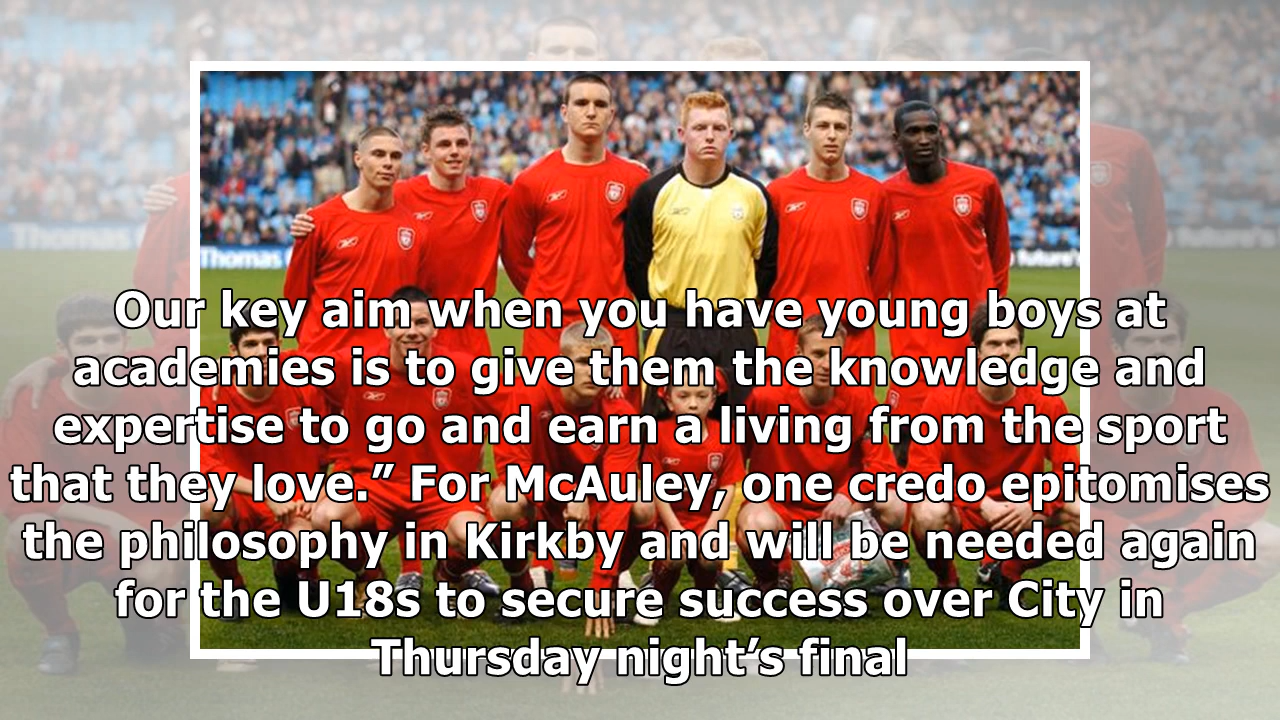 Thomas
future's
Our key aim when you have young boys at
academies is to give them the knowledge and
expertise to go and earn a living from the sport
that they love.” For McAuley, one credo epitomises
the philosophy in Kirkby and will be needed again
for the U18s to secure success over City in
Thursday night’s final